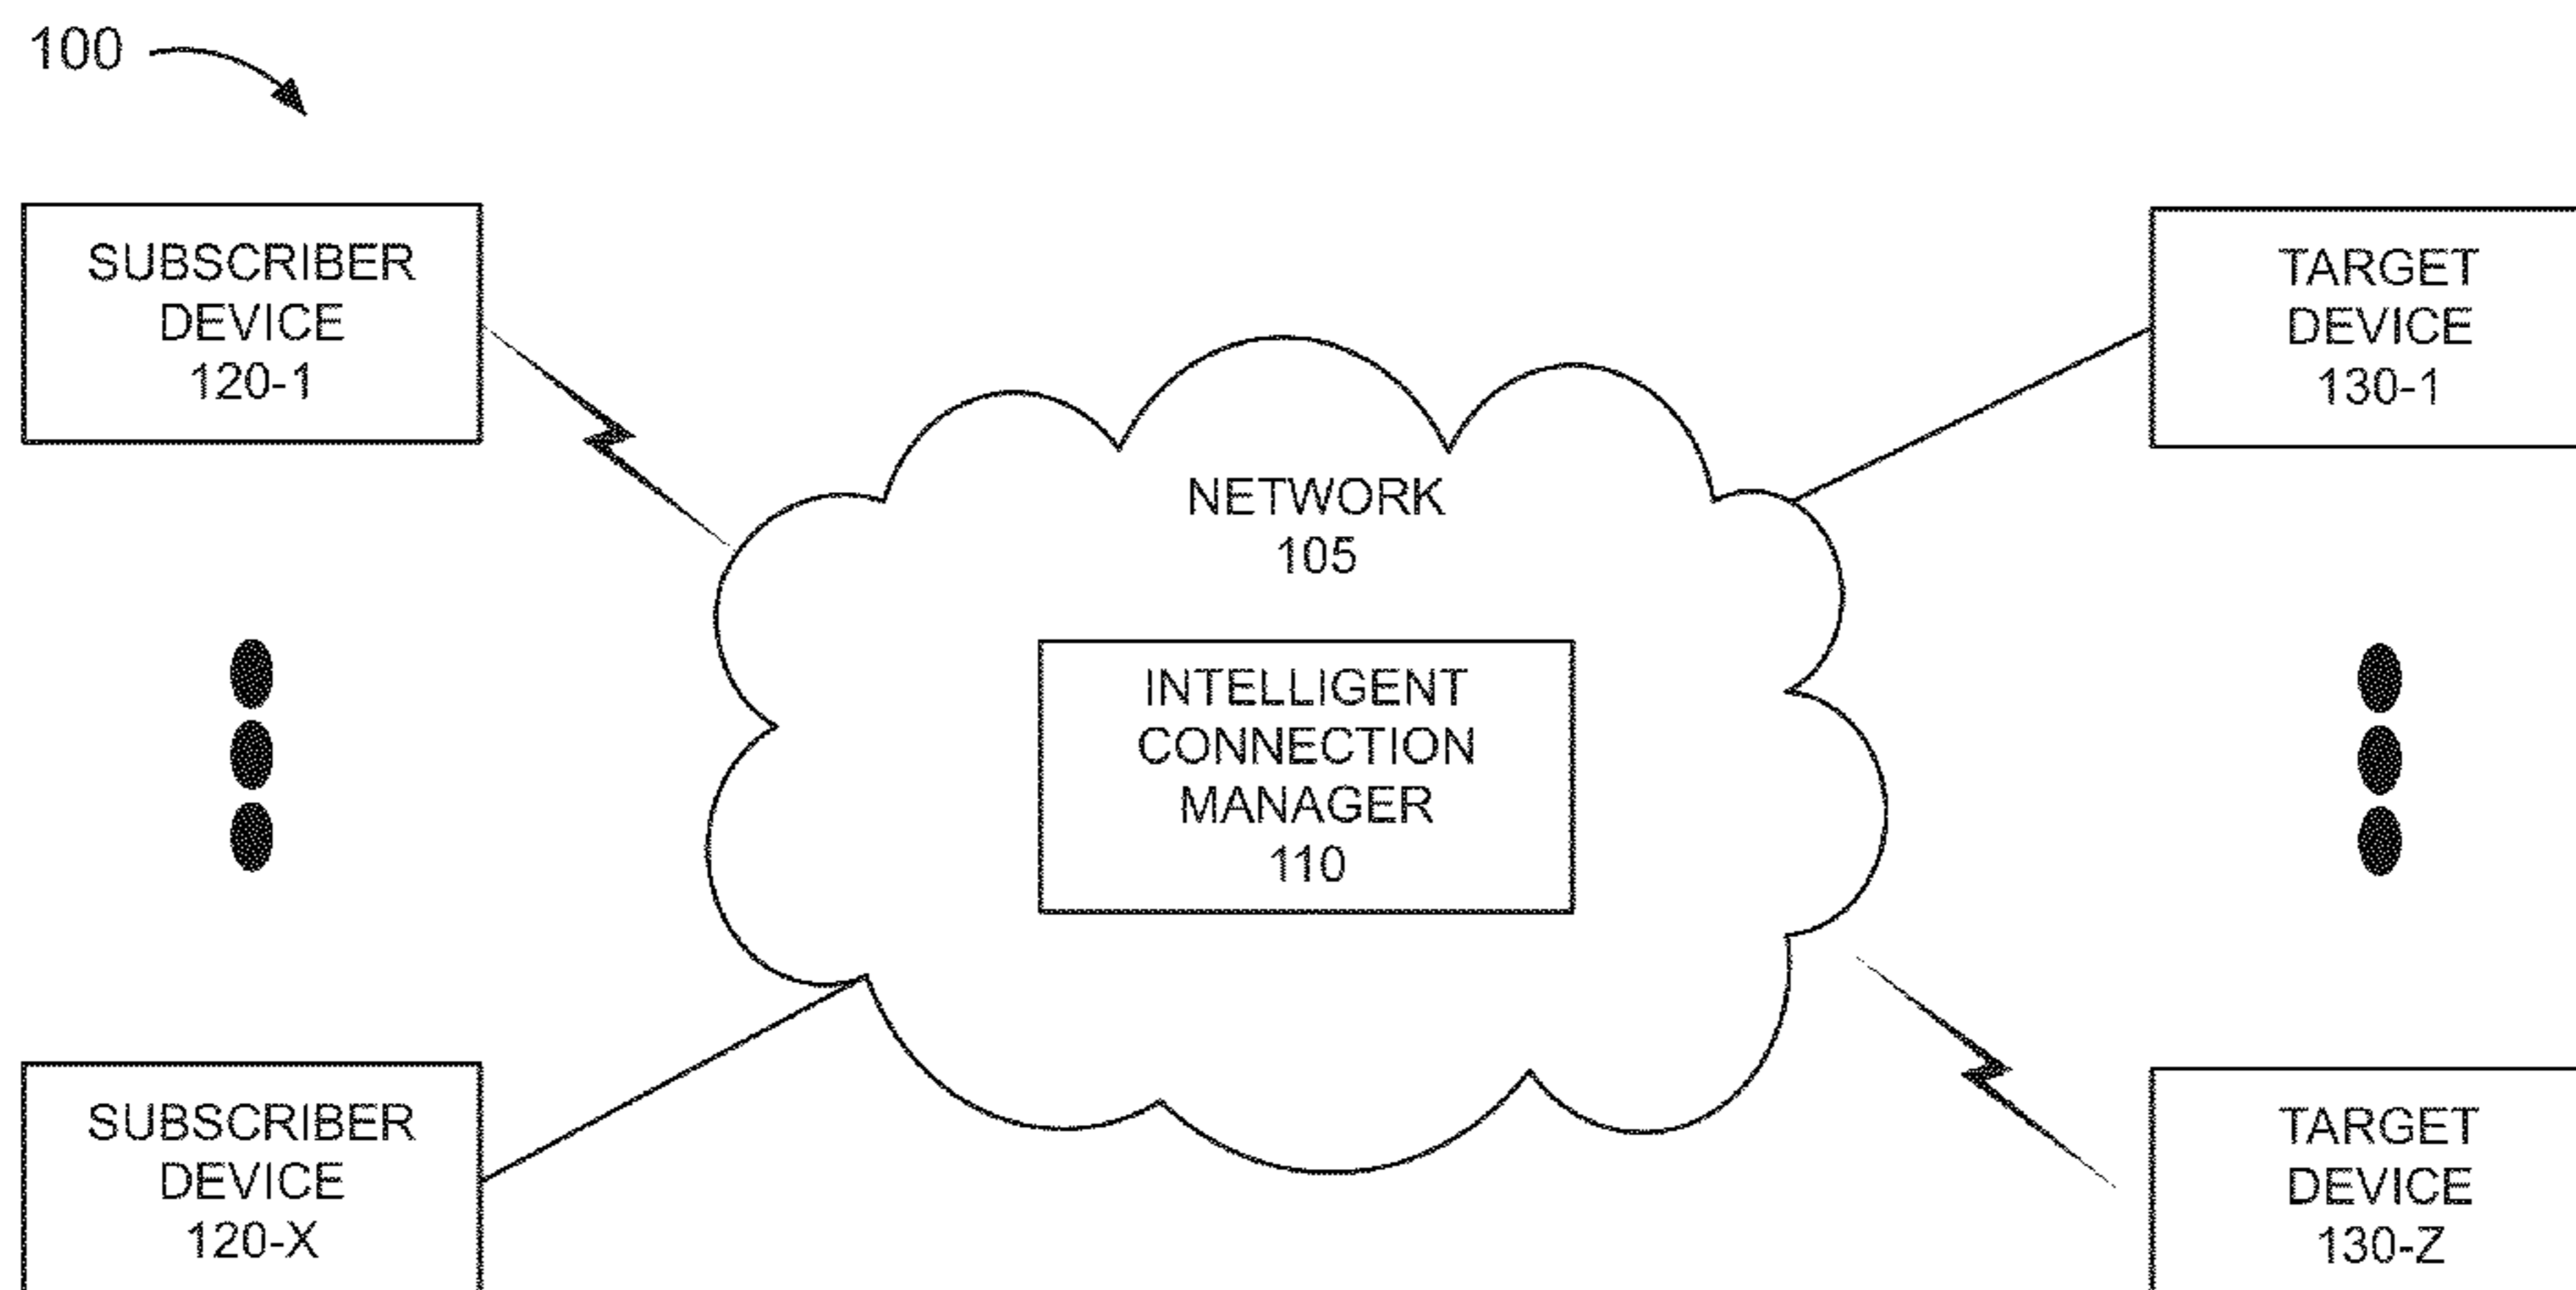 100
SUBSCRIBER
DEVICE
120-1
TARGET
DEVICE
130-1
NETWORK
105
INTELLIGENT
CONNECTION
MANAGER
110
SUBSCRIBER
DEVICE
120-X
TARGET
DEVICE
130-Z